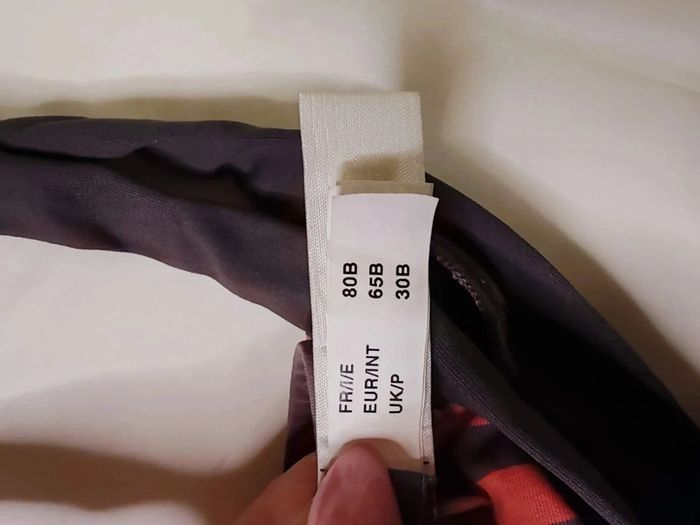 FR/I/E 80B
EUR/INT 65B
UK/P 30B